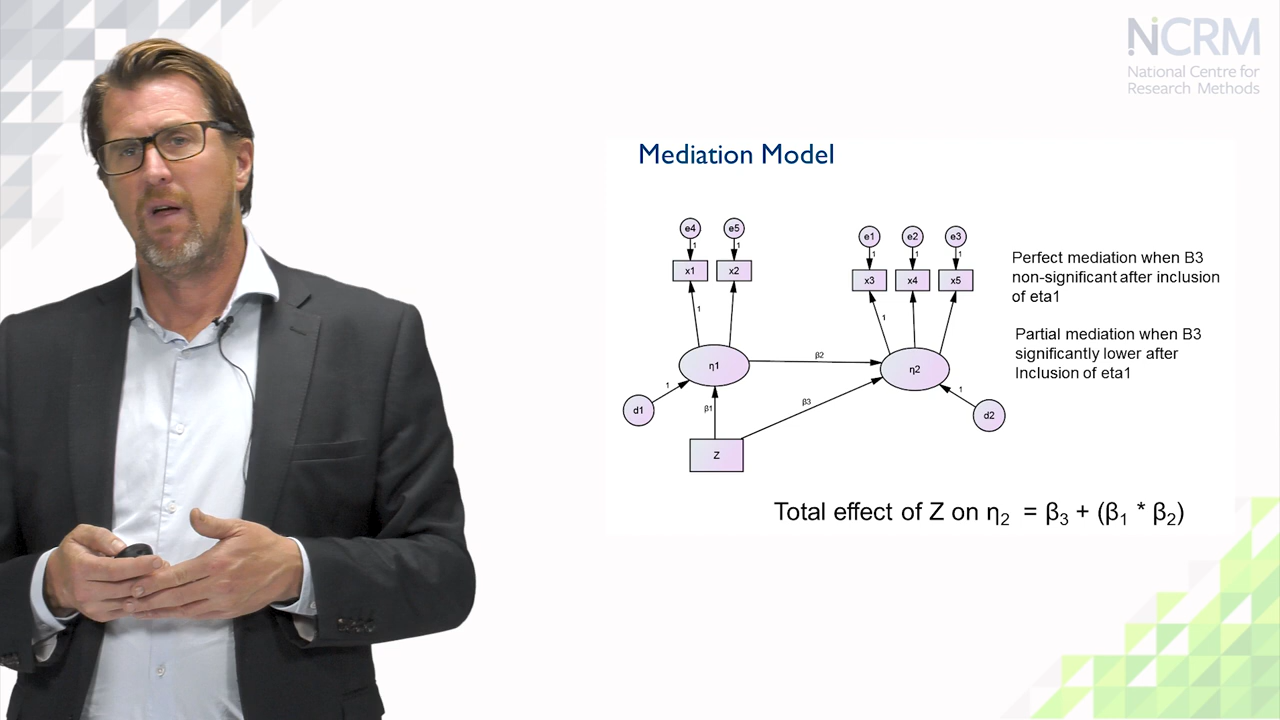 NCRM
National Centre for
Research Methods
Mediation Model
e4 e5
e1 e2 e3
1 1
1 1 1
x1 x2
x3 x4 x5
1
1
β2
η1
η2
1
β3
1
d1
β1
d2
Z
Perfect mediation when B3
non-significant after inclusion
of eta1
Partial mediation when B3
significantly lower after
Inclusion of eta1
Total effect of Z on η₂ = β₃ + (β₁ * β₂)